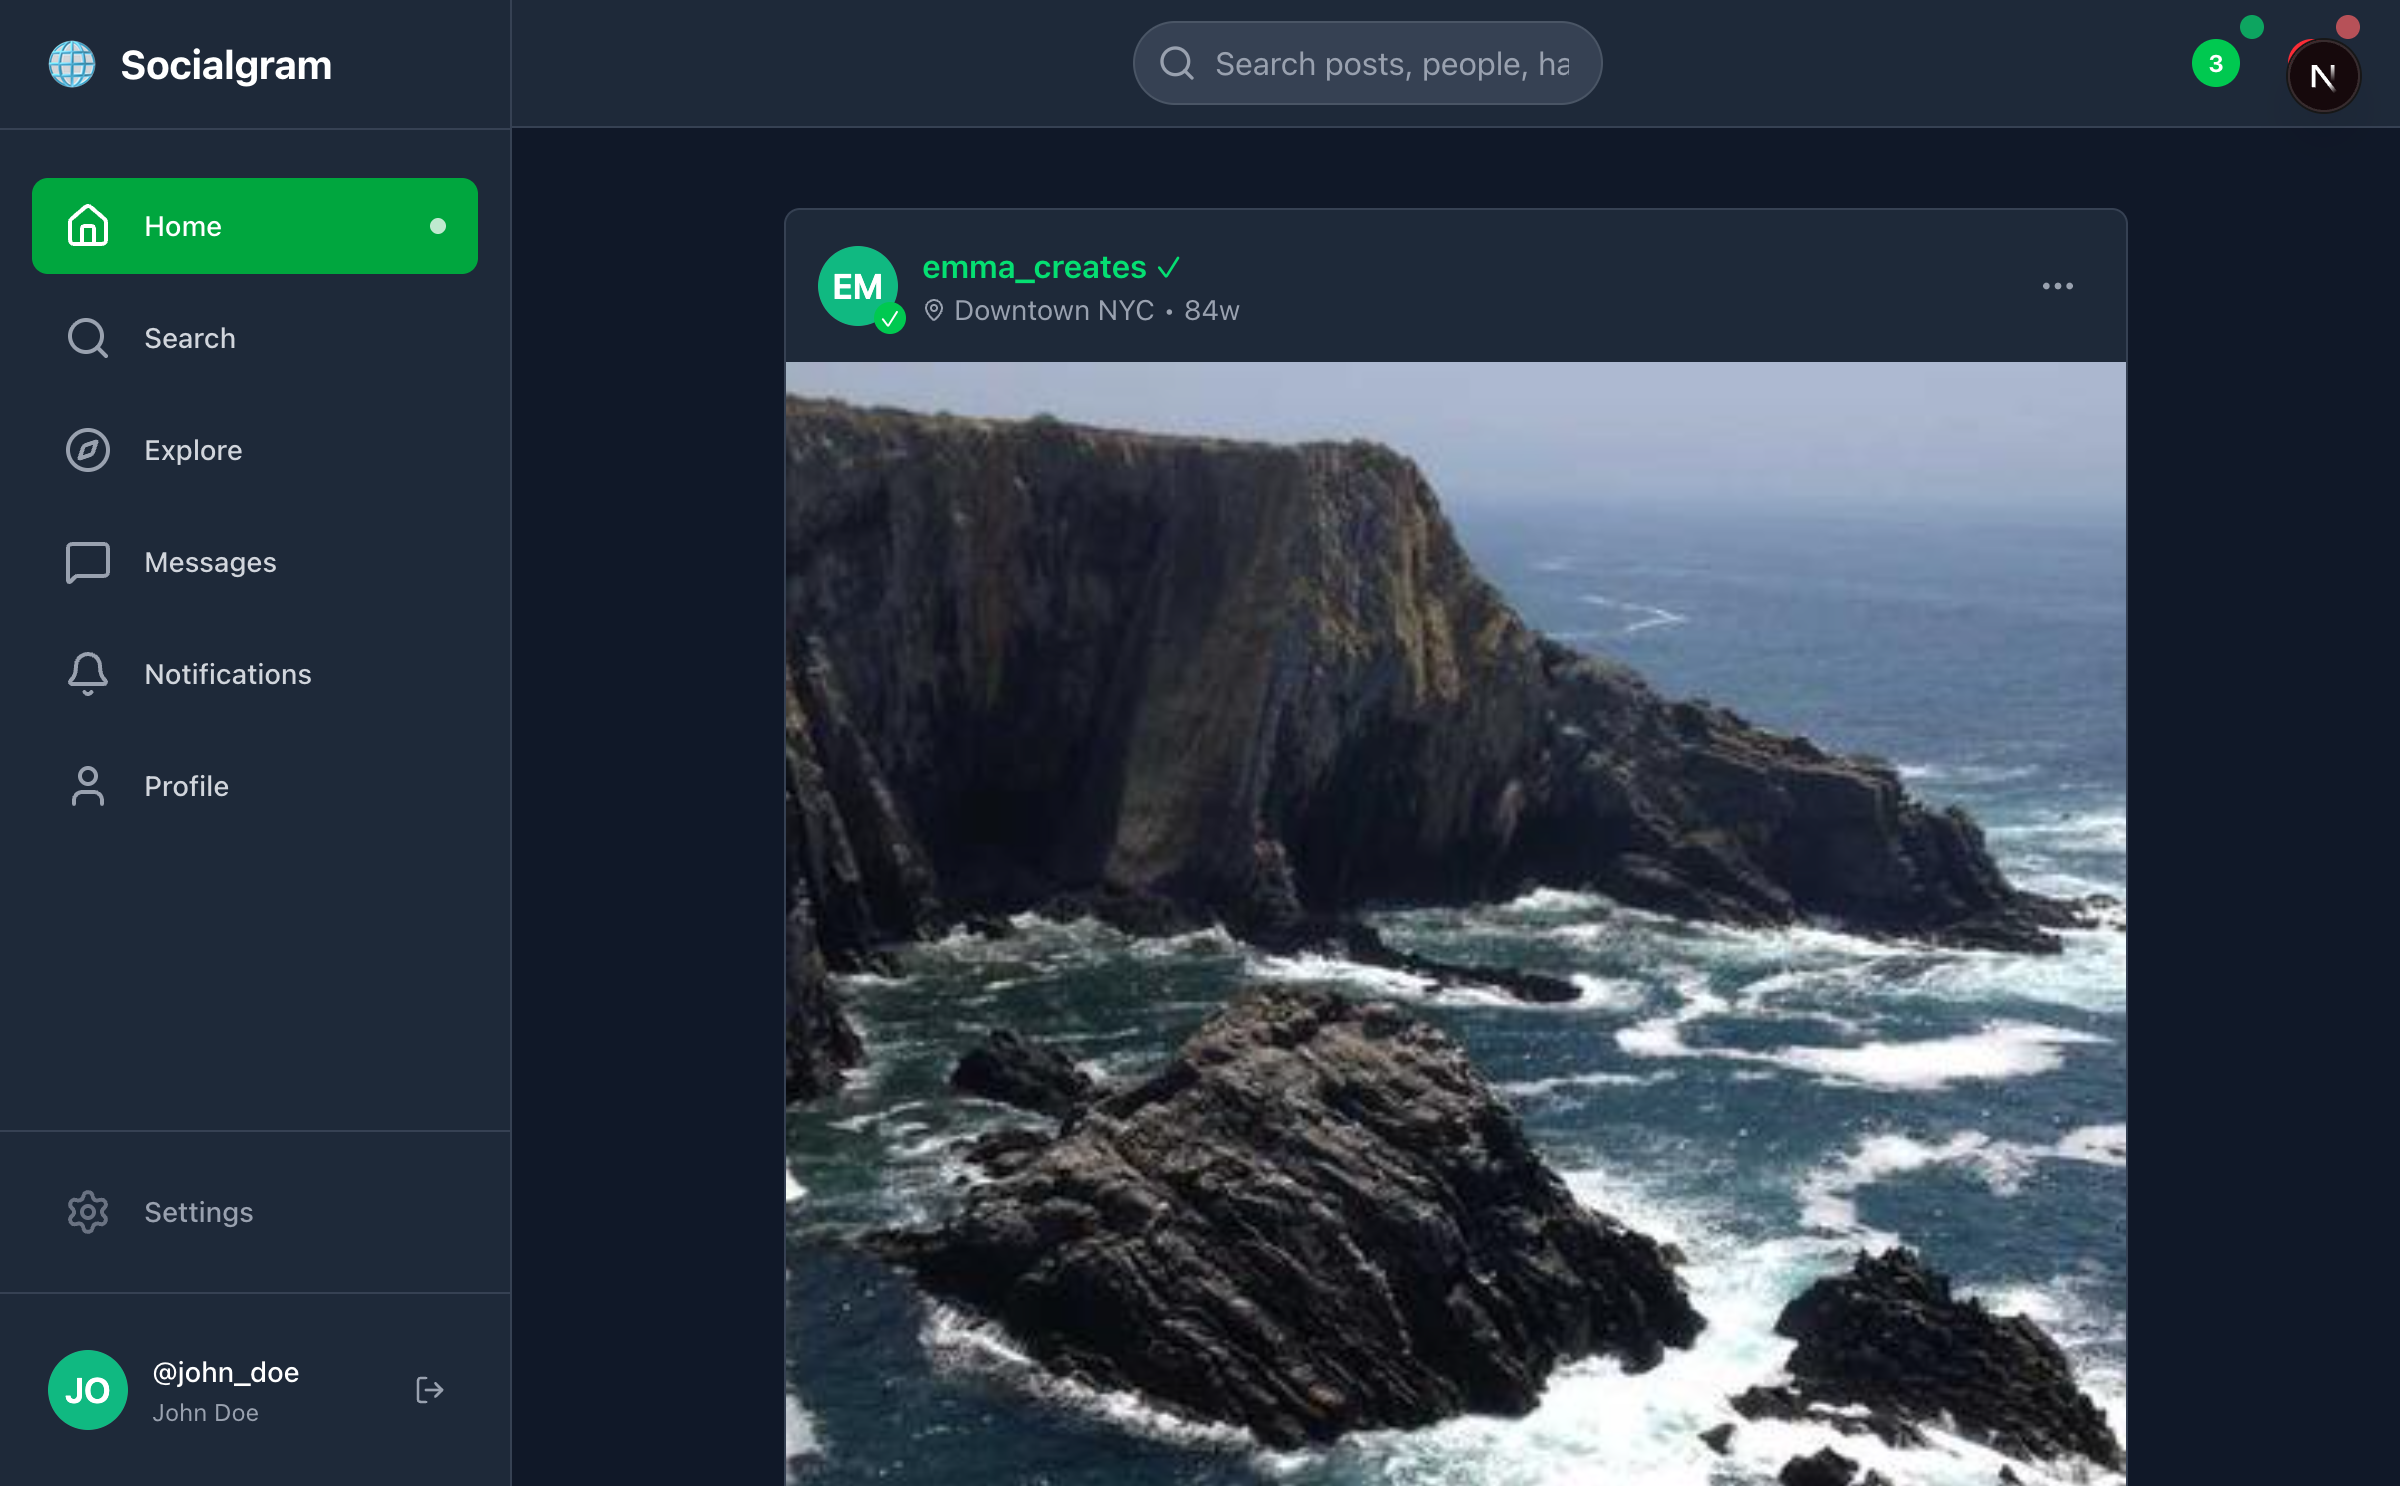 Socialgram
Search posts, people, ha
3
N
Home
Search
Explore
Messages
Notifications
Profile
Settings
JO
@john_doe
John Doe
EM
emma_creates
Downtown NYC • 84w